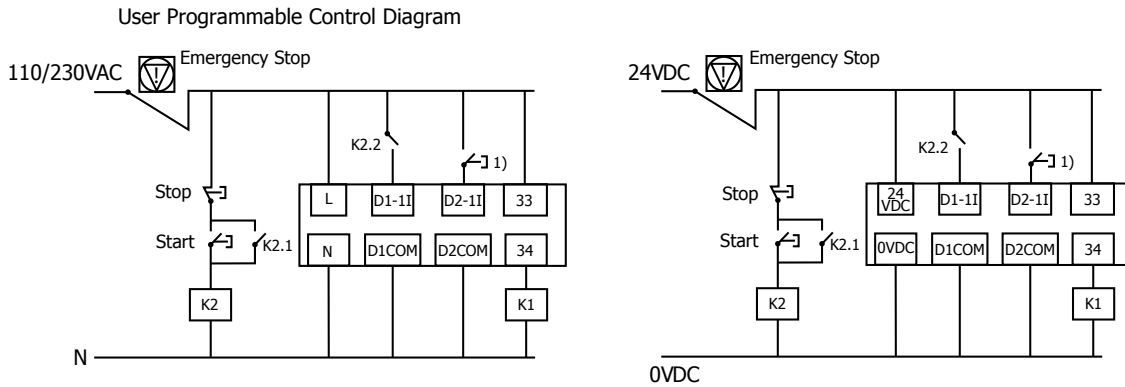 User Programmable Control Diagram
110/230VAC
! Emergency Stop
K2.2
1)
Stop
L D1-1I D2-1I 33
Start
K2.1
N D1COM D2COM 34
K2
K1
N
24VDC
! Emergency Stop
K2.2
1)
Stop
24
VDC
D1-1I D2-1I 33
Start
K2.1
0VDC D1COM D2COM 34
K2
K1
0VDC